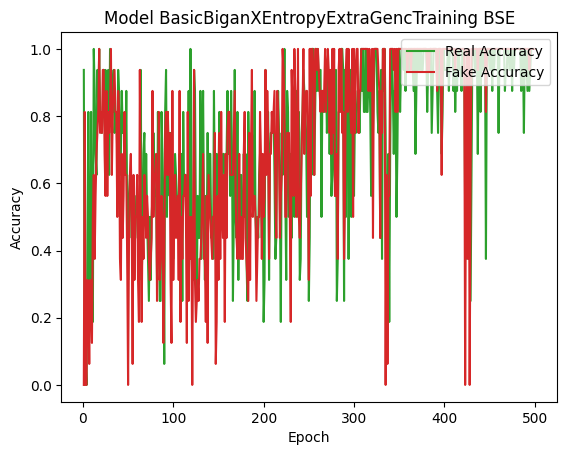 Model BasicBiganXEntropyExtraGencTraining BSE
Real Accuracy
Fake Accuracy
Accuracy
1.0
0.8
0.6
0.4
0.2
0.0
0
100
200
300
400
500
Epoch